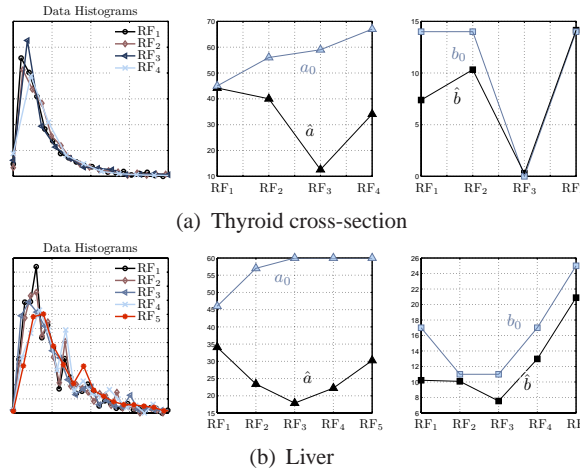 Data Histograms
RF1
RF2
RF3
RF4
70
60
50
40
30
20
10
a0
â
RF1 RF2 RF3 RF4
15
10
5
0
b0
b̂
RF1 RF2 RF3 RF
(a) Thyroid cross-section
Data Histograms
RF1
RF2
RF3
RF4
RF5
60
55
50
45
40
35
30
25
20
15
a0
â
RF1 RF2 RF3 RF4 RF5
26
24
22
20
18
16
14
12
10
8
6
b0
b̂
RF1 RF2 RF3 RF4 RF
(b) Liver